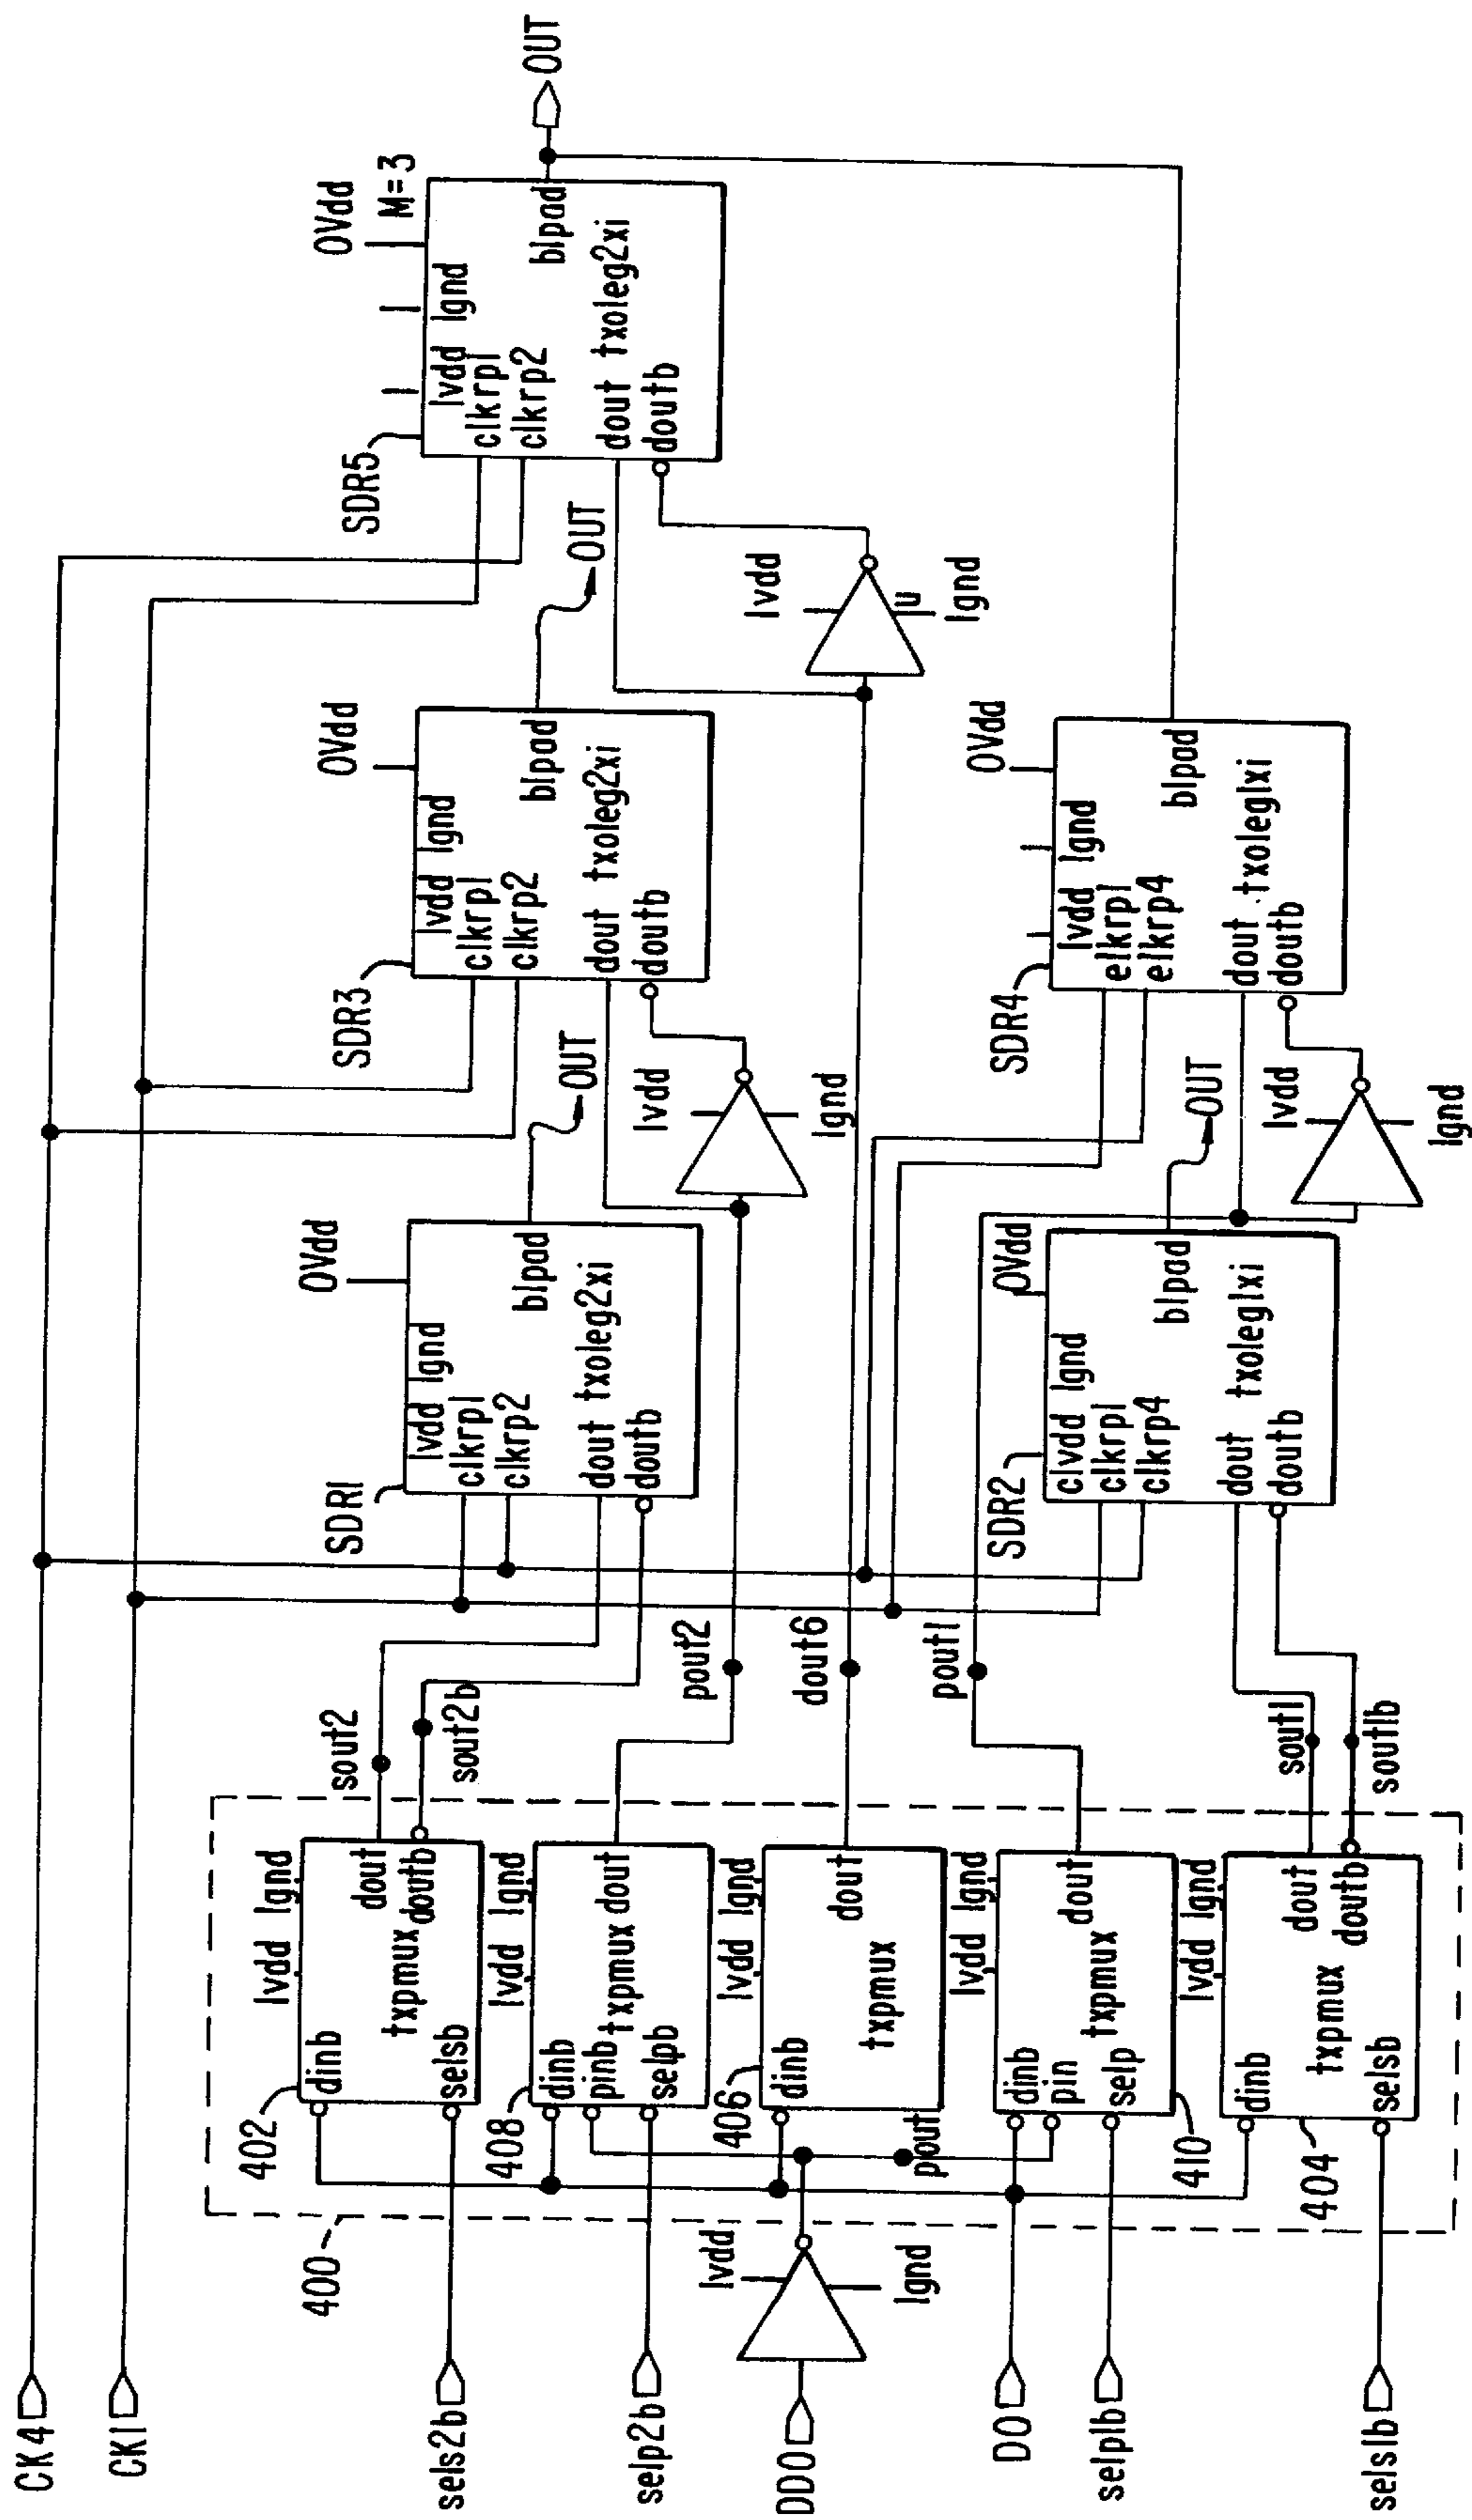 CK4
CK1
sels2b
selp2b
DD0
D0
selp1b
sels1b
400
402
lvdd lgnd
dinb
dout
txpmux
doutb
selsb
408
lvdd lgnd
dinb
pinb txpmux dout
selpb
406
lvdd lgnd
dinb
dout
txpmux
lvdd
lgnd
pout
lvdd lgnd
dinb
dout
pin
txpmux
selp
410
lvdd lgnd
dinb
dout
txpmux
doutb
selsb
404
sout2
sout2b
pout2
dout6
pout1
sout1
sout1b
SDR1
OVdd
lvdd lgnd
clkrp1
clkrp2
blpad
dout txoleg2xi
doutb
OUT
SDR2
OVdd
clvdd lgnd
clkrp1
clkrp4
blpad
dout txoleg1xi
doutb
OUT
lvdd
lgnd
SDR3
OVdd
lvdd lgnd
clkrp1
clkrp2
blpad
dout txoleg2xi
doutb
OUT
lvdd
lgnd
SDR4
OVdd
lvdd lgnd
elkrp1
elkrp4
blpad
dout txoleg1xi
doutb
lvdd
iu
lgnd
SDR5
OVdd
M=3
lvdd lgnd
clkrp1
clkrp2
blpad
dout txoleg2xi
doutb
OUT